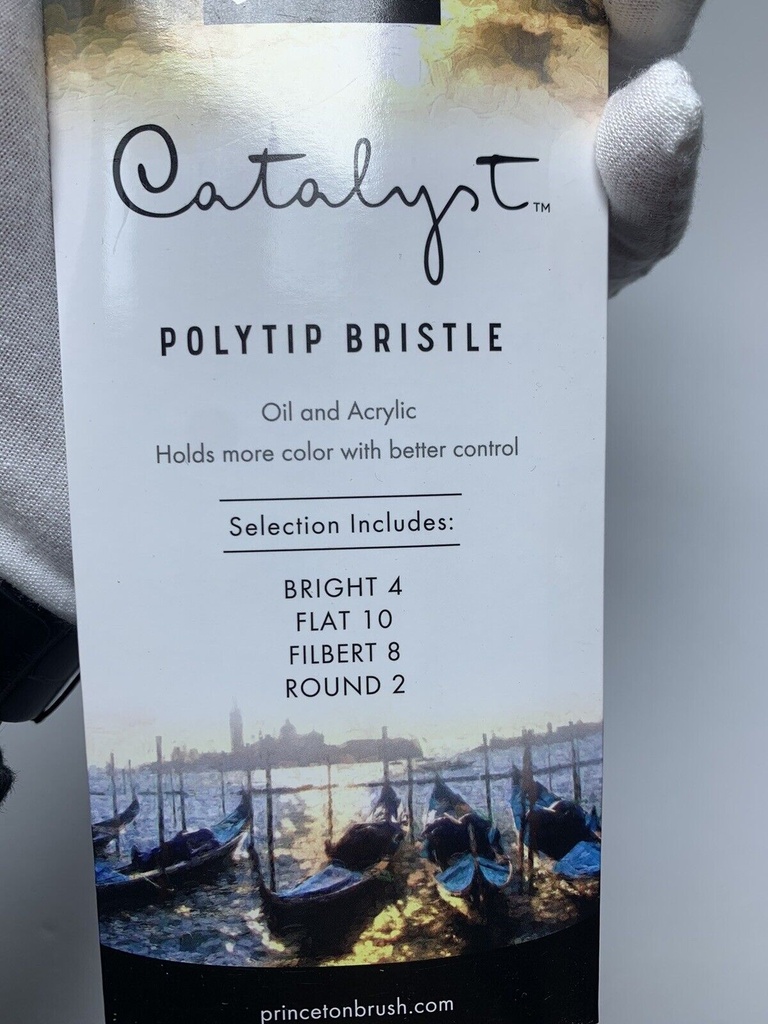 Catalyst™
POLYTIP BRISTLE
Oil and Acrylic
Holds more color with better control
Selection Includes:
BRIGHT 4
FLAT 10
FILBERT 8
ROUND 2
princetonbrush.com